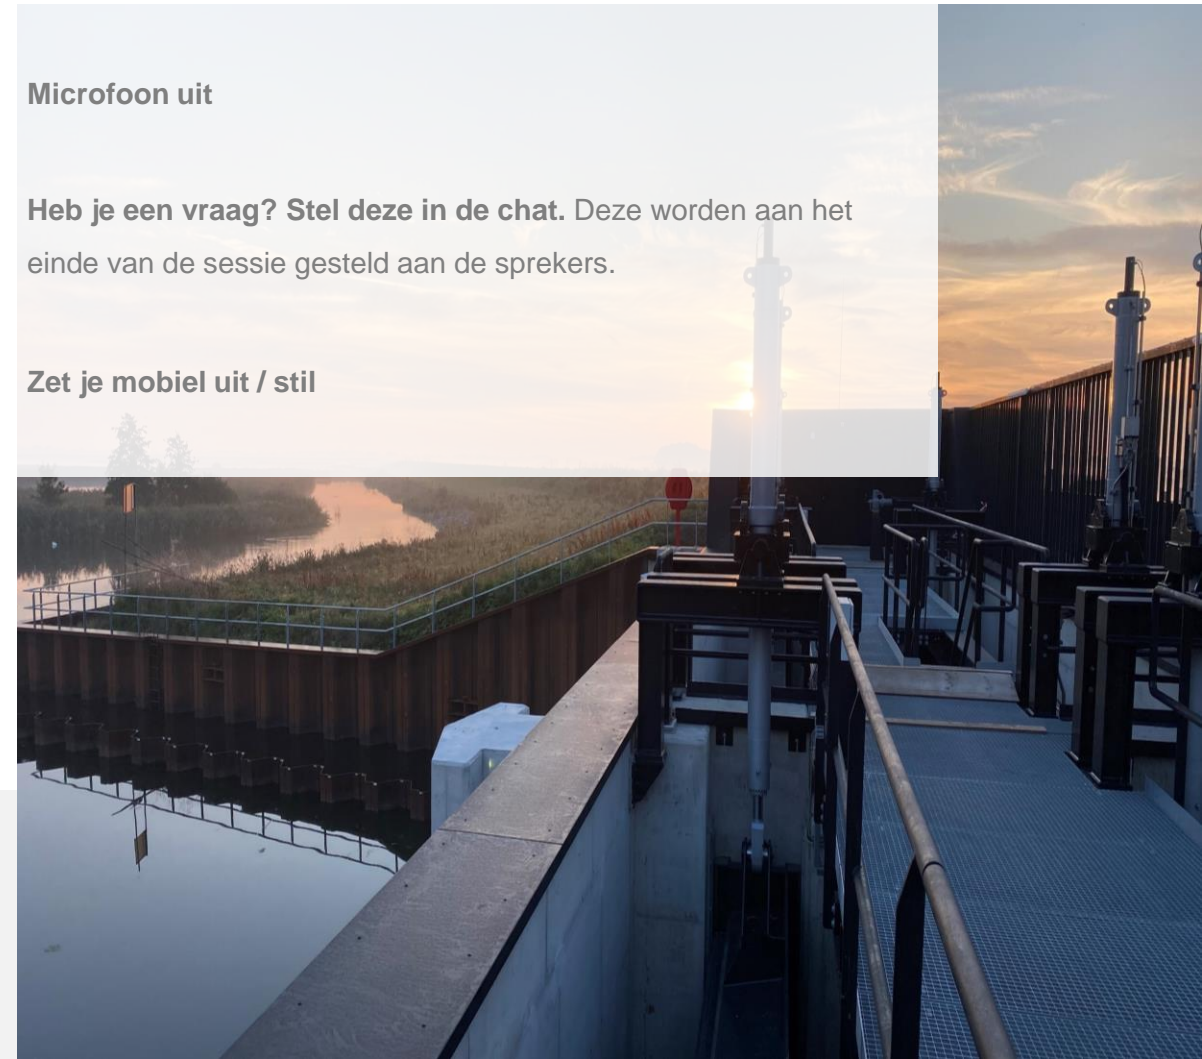 Microfoon uit
Heb je een vraag? Stel deze in de chat. Deze worden aan het
einde van de sessie gesteld aan de sprekers.
Zet je mobiel uit / stil